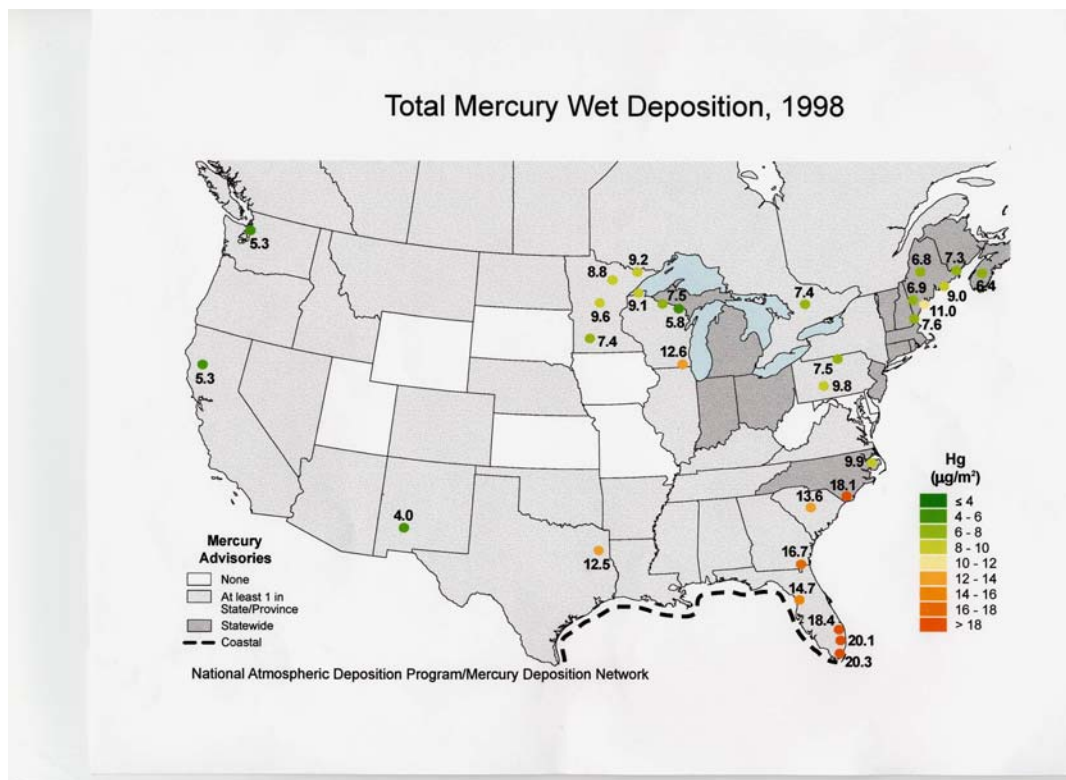 Total Mercury Wet Deposition, 1998
5.3
9.2
8.8
9.1
9.6
7.4
7.5
5.8
12.6
7.4
6.8
7.3
6.4
6.9
9.0
11.0
7.6
7.5
9.8
5.3
9.9
18.1
13.6
4.0
12.5
16.7
14.7
18.4
20.1
20.3
Hg
(µg/m²)
≤ 4
4 - 6
6 - 8
8 - 10
10 - 12
12 - 14
14 - 16
16 - 18
> 18
Mercury
Advisories
None
At least 1 in
State/Province
Statewide
Coastal
National Atmospheric Deposition Program/Mercury Deposition Network